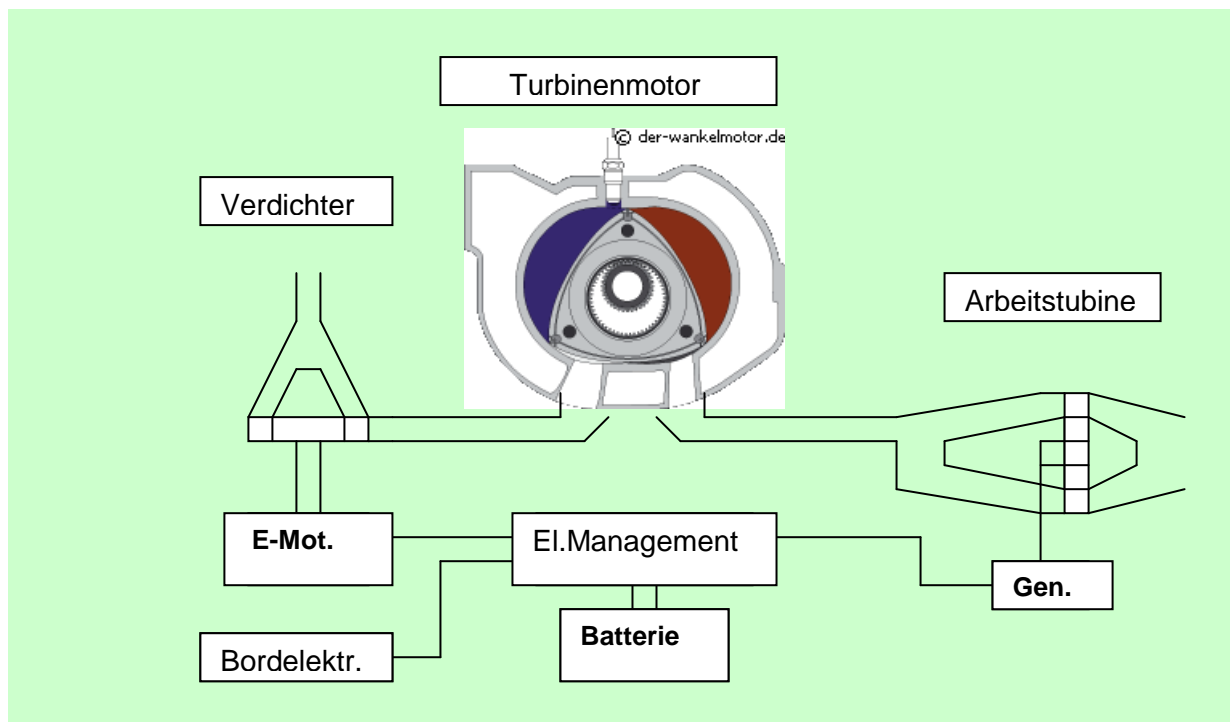 Turbinenmotor
© der-wankelmotor.de
Verdichter
Arbeitstubine
E-Mot.
El.Management
Gen.
Batterie
Bordelektr.